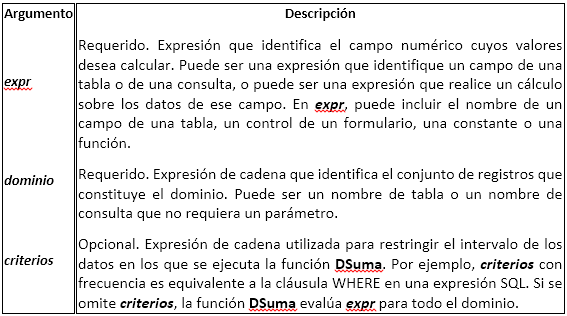 Argumento Descripción
Requerido. Expresión que identifica el campo numérico cuyos valores
desea calcular. Puede ser una expresión que identifique un campo de una
expr tabla o de una consulta, o puede ser una expresión que realice un cálculo
sobre los datos de ese campo. En expr, puede incluir el nombre de un
campo de una tabla, un control de un formulario, una constante o una
función.
dominio Requerido. Expresión de cadena que identifica el conjunto de registros que
constituye el dominio. Puede ser un nombre de tabla o un nombre de
consulta que no requiera un parámetro.
Opcional. Expresión de cadena utilizada para restringir el intervalo de los
criterios datos en los que se ejecuta la función DSuma. Por ejemplo, criterios con
frecuencia es equivalente a la cláusula WHERE en una expresión SQL. Si se
omite criterios, la función DSuma evalúa expr para todo el dominio.